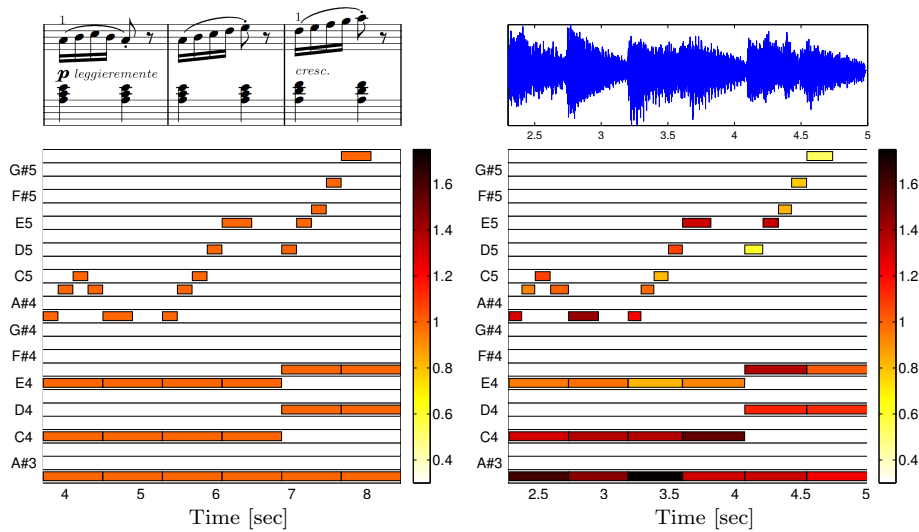 1
1
p leggieremente
cresc.
2.5 3 3.5 4 4.5 5
G#5
F#5
E5
D5
C5
A#4
G#4
F#4
E4
D4
C4
A#3
4 5 6 7 8
Time [sec]
1.6
1.4
1.2
1
0.8
0.6
0.4
G#5
F#5
E5
D5
C5
A#4
G#4
F#4
E4
D4
C4
A#3
2.5 3 3.5 4 4.5 5
Time [sec]
1.6
1.4
1.2
1
0.8
0.6
0.4